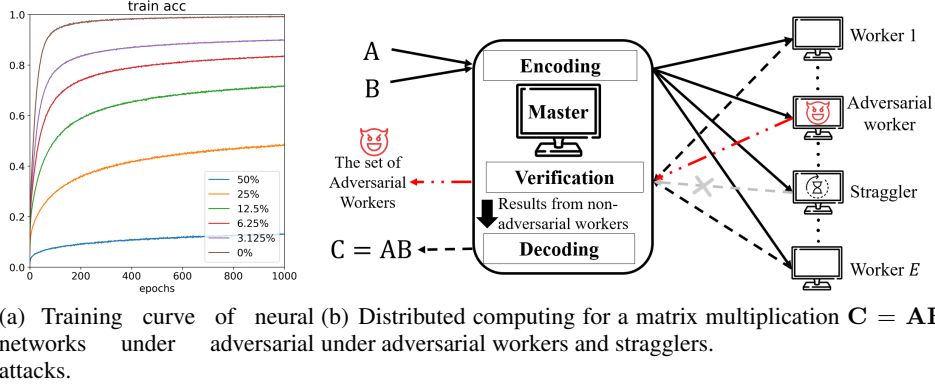 train acc
1.0
0.8
0.6
0.4
0.2
0.0
0 200 400 600 800 1000
epochs
50%
25%
12.5%
6.25%
3.125%
0%
A
B
Encoding
Master
Verification
Results from non-
adversarial workers
Decoding
The set of
Adversarial
Workers
C = AB
Worker 1
Adversarial
worker
Straggler
Worker E
(a) Training curve of neural
networks under adversarial
attacks.
(b) Distributed computing for a matrix multiplication C = AB
under adversarial workers and stragglers.